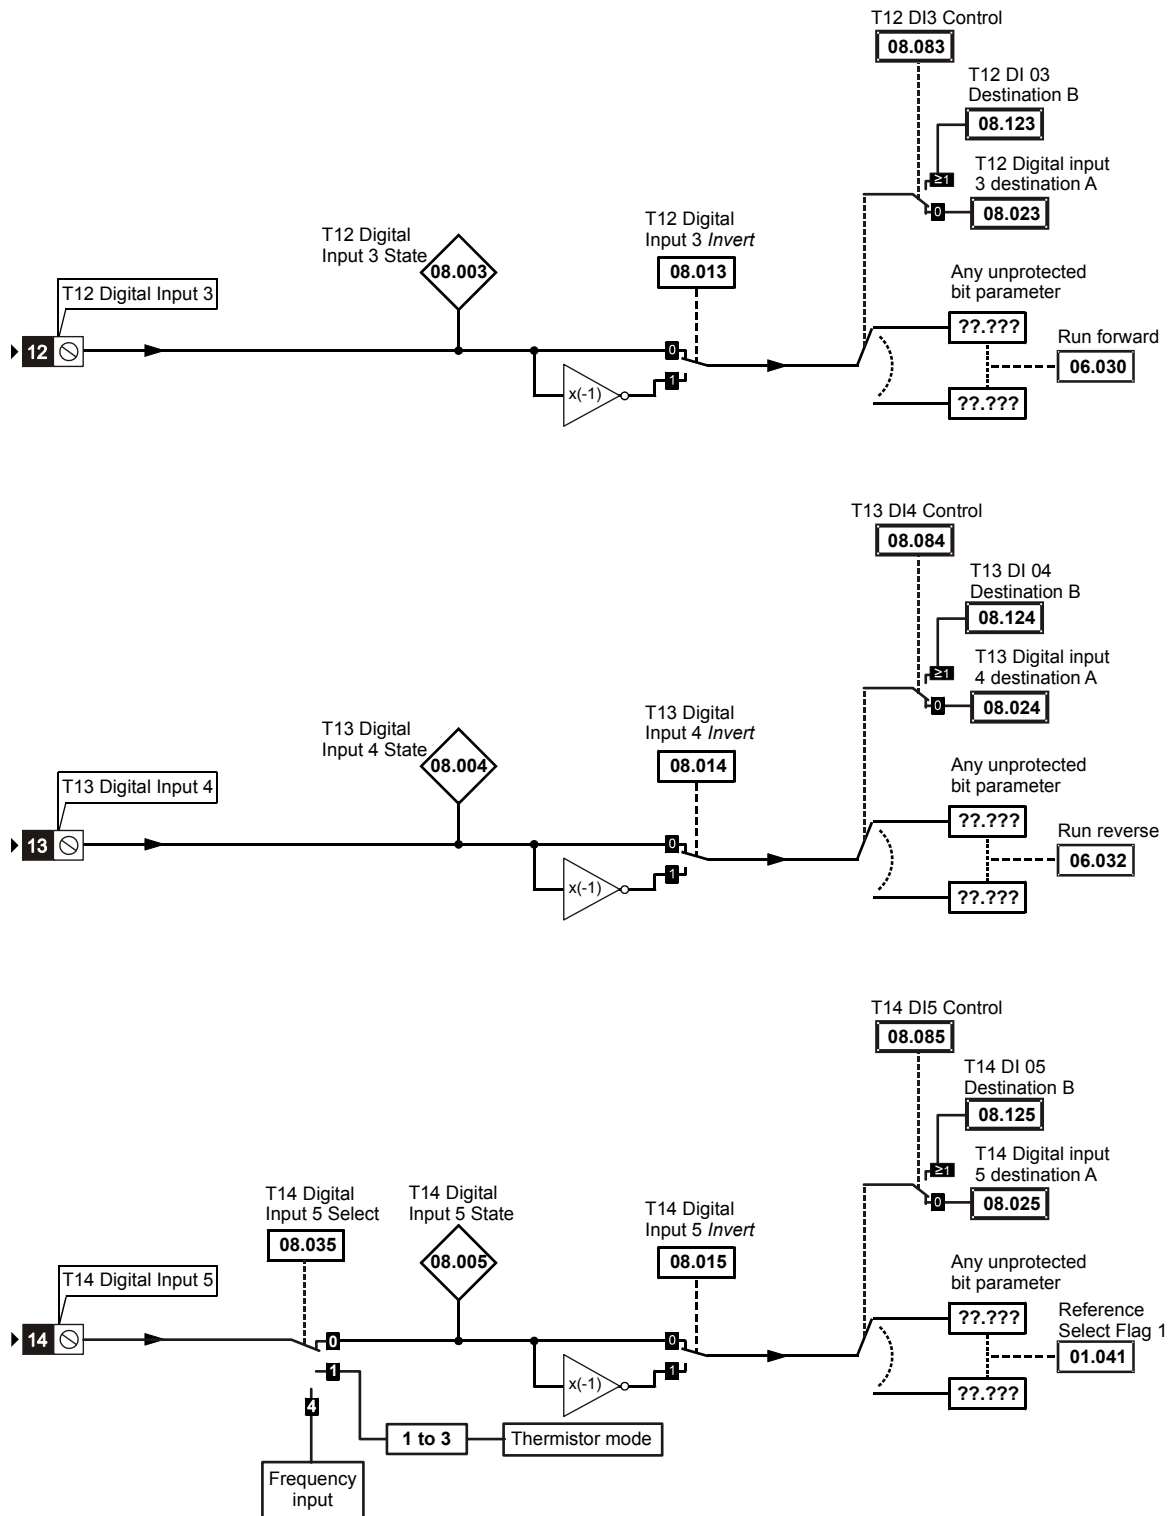 T12 DI3 Control
08.083
T12 DI 03
Destination B
08.123
≥1
T12 Digital input
3 destination A
0
08.023
T12 Digital
Input 3 State
08.003
T12 Digital
Input 3 Invert
08.013
T12 Digital Input 3
12
0
1
x(-1)
Any unprotected
bit parameter
??.???
Run forward
06.030
??.???
T13 DI4 Control
08.084
T13 DI 04
Destination B
08.124
≥1
T13 Digital input
4 destination A
0
08.024
T13 Digital
Input 4 State
08.004
T13 Digital
Input 4 Invert
08.014
T13 Digital Input 4
13
0
1
x(-1)
Any unprotected
bit parameter
??.???
Run reverse
06.032
??.???
T14 DI5 Control
08.085
T14 DI 05
Destination B
08.125
≥1
T14 Digital input
5 destination A
0
08.025
T14 Digital
Input 5 Select
08.035
T14 Digital
Input 5 State
08.005
T14 Digital
Input 5 Invert
08.015
T14 Digital Input 5
14
0
1
4
0
1
x(-1)
Any unprotected
bit parameter
??.???
Reference
Select Flag 1
01.041
??.???
1 to 3
Thermistor mode
Frequency
input